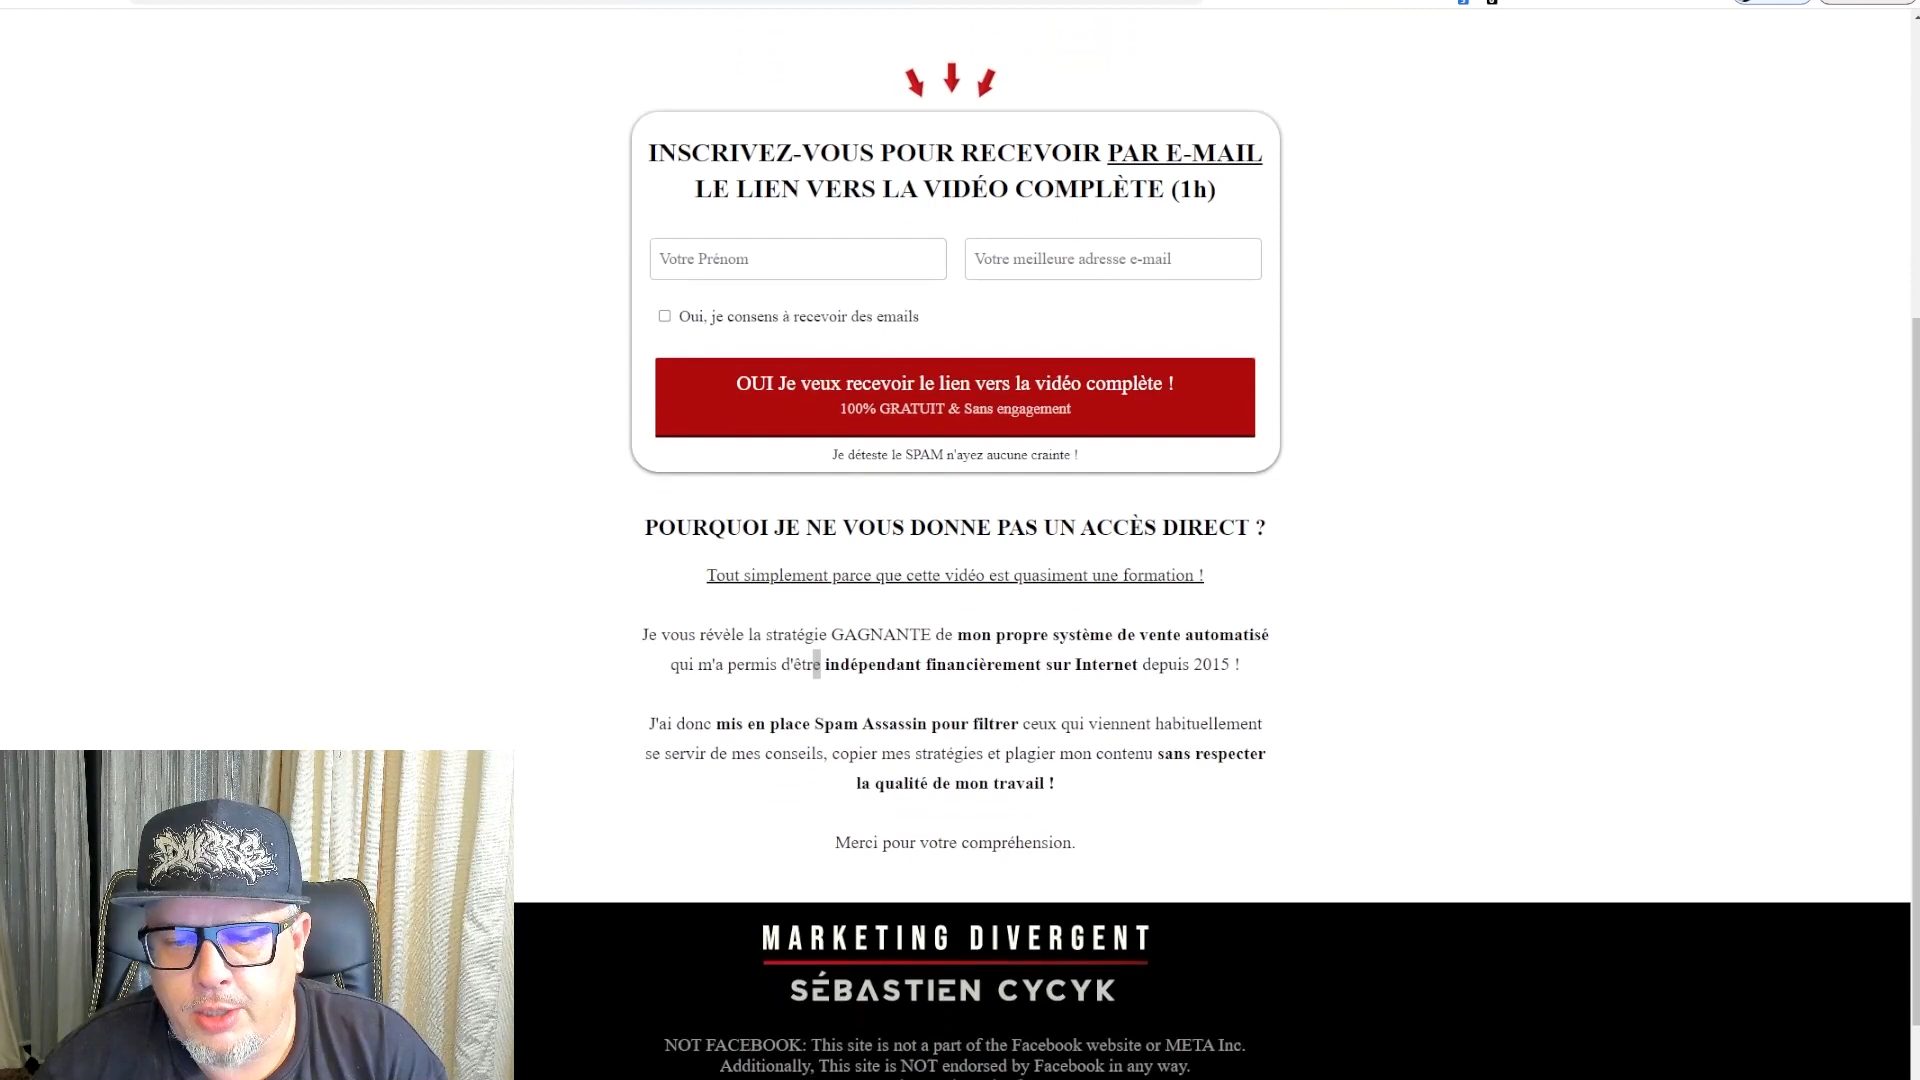 INSCRIVEZ-VOUS POUR RECEVOIR PAR E-MAIL
LE LIEN VERS LA VIDÉO COMPLÈTE (1h)
Votre Prénom
Votre meilleure adresse e-mail
Oui, je consens à recevoir des emails
OUI Je veux recevoir le lien vers la vidéo complète !
100% GRATUIT & Sans engagement
Je déteste le SPAM n'ayez aucune crainte !
POURQUOI JE NE VOUS DONNE PAS UN ACCÈS DIRECT ?
Tout simplement parce que cette vidéo est quasiment une formation !
Je vous révèle la stratégie GAGNANTE de mon propre système de vente automatisé
qui m'a permis d'être indépendant financièrement sur Internet depuis 2015 !
J'ai donc mis en place Spam Assassin pour filtrer ceux qui viennent habituellement
se servir de mes conseils, copier mes stratégies et plagier mon contenu sans respecter
la qualité de mon travail !
Merci pour votre compréhension.
MARKETING DIVERGENT
SÉBASTIEN CYCYK
NOT FACEBOOK: This site is not a part of the Facebook website or META Inc.
Additionally, This site is NOT endorsed by Facebook in any way.